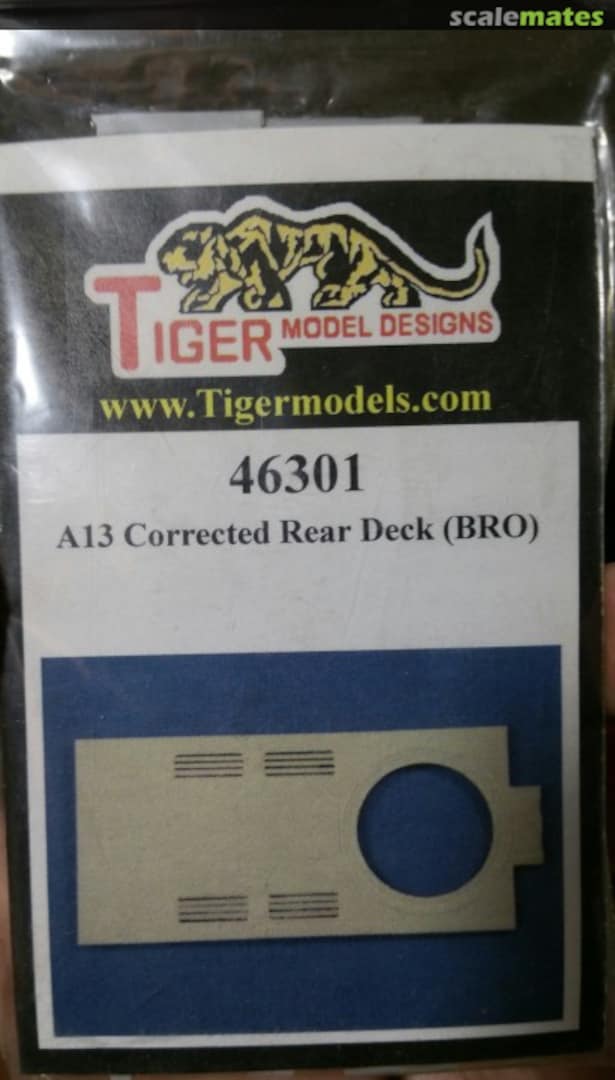 scalemates
TIGER MODEL DESIGNS
www.Tigermodels.com
46301
A13 Corrected Rear Deck (BRO)